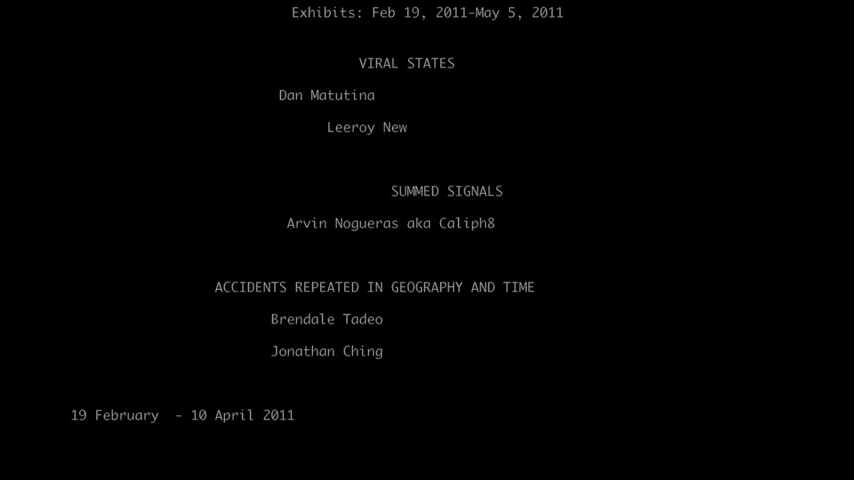 Exhibits: Feb 19, 2011-May 5, 2011
VIRAL STATES
Dan Matutina
Leeroy New
SUMMED SIGNALS
Arvin Nogueras aka Caliph8
ACCIDENTS REPEATED IN GEOGRAPHY AND TIME
Brendale Tadeo
Jonathan Ching
19 February - 10 April 2011